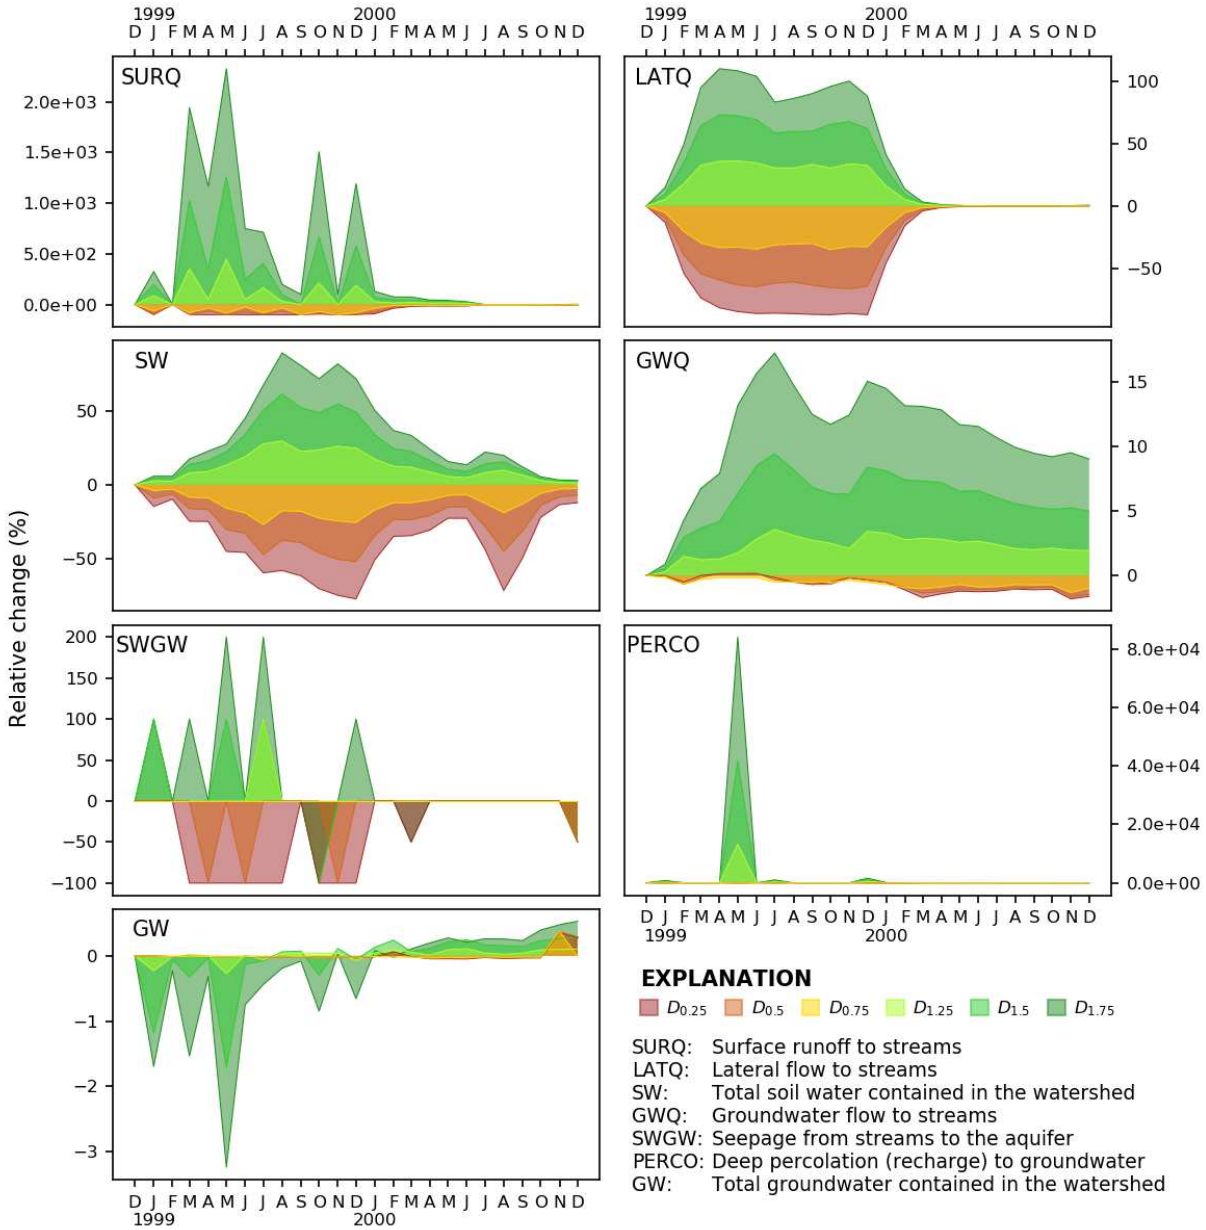 1999 2000
D J F M A M J J A S O N D J F M A M J J A S O N D
1999 2000
D J F M A M J J A S O N D J F M A M J J A S O N D
SURQ
2.0e+03
1.5e+03
1.0e+03
5.0e+02
0.0e+00
LATQ
100
50
0
−50
SW
50
0
−50
GWQ
15
10
5
0
Relative change (%)
SWGW
200
150
100
50
0
−50
−100
PERCO
8.0e+04
6.0e+04
4.0e+04
2.0e+04
0.0e+00
D J F M A M J J A S O N D J F M A M J J A S O N D
1999 2000
GW
0
−1
−2
−3
D J F M A M J J A S O N D J F M A M J J A S O N D
1999 2000
EXPLANATION
D0.25 D0.5 D0.75 D1.25 D1.5 D1.75
SURQ: Surface runoff to streams
LATQ: Lateral flow to streams
SW: Total soil water contained in the watershed
GWQ: Groundwater flow to streams
SWGW: Seepage from streams to the aquifer
PERCO: Deep percolation (recharge) to groundwater
GW: Total groundwater contained in the watershed